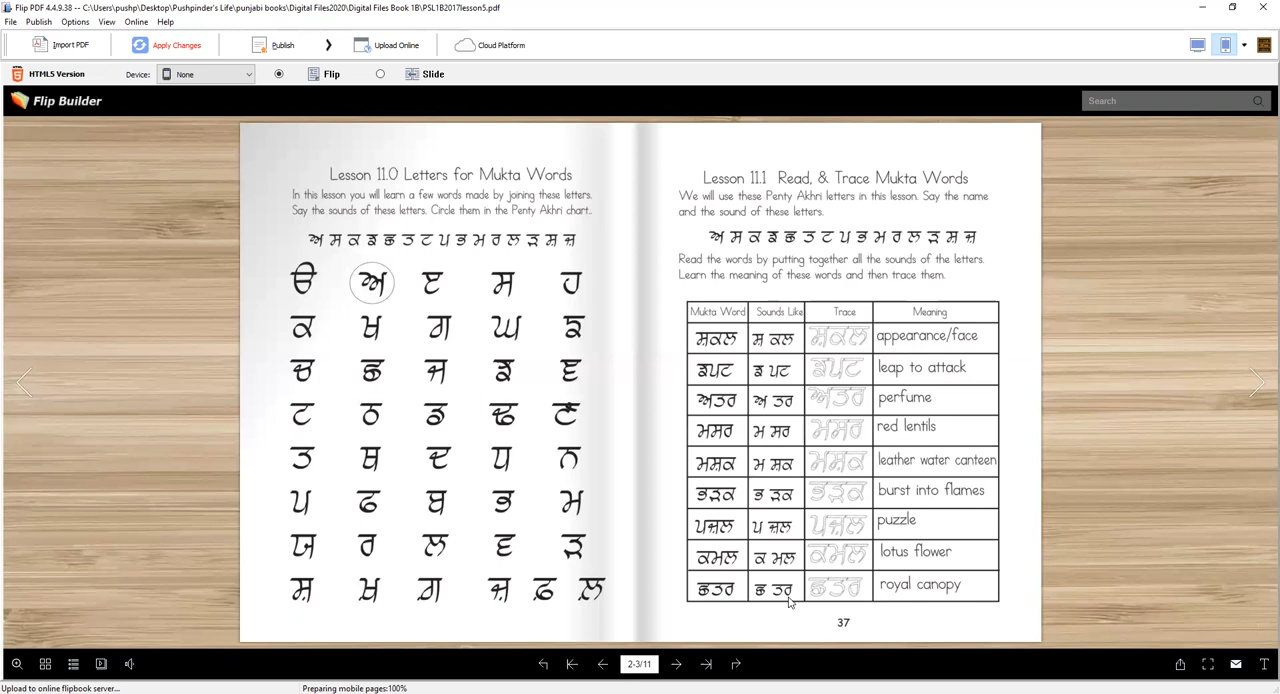 Flip PDF 4.4.9.38 -- C:\Users\pushp\Desktop\Pushpinder's Life\punjabi books\Digital Files2020\Digital Files Book 1B\PSL1B2017lesson5.pdf
File Publish Options View Online Help
Import PDF Apply Changes Publish Upload Online Cloud Platform
HTML5 Version Device: None Flip Slide
Flip Builder Search
Lesson 11.0 Letters for Mukta Words
In this lesson you will learn a few words made by joining these letters.
Say the sounds of these letters. Circle them in the Penty Akhri chart..
ਅ ਸ ਕ ਡ ਛ ਤ ਟ ਪ ਭ ਮ ਰ ਲ ੜ ਸ਼ ਜ਼
ੳ ਅ ੲ ਸ ਹ
ਕ ਖ ਗ ਘ ਙ
ਚ ਛ ਜ ਝ ਞ
ਟ ਠ ਡ ਢ ਣ
ਤ ਥ ਦ ਧ ਨ
ਪ ਫ ਬ ਭ ਮ
ਯ ਰ ਲ ਵ ੜ
ਸ਼ ਖ਼ ਗ਼ ਜ਼ ਫ਼ ਲ਼
Lesson 11.1 Read, & Trace Mukta Words
We will use these Penty Akhri letters in this lesson. Say the name
and the sound of these letters.
ਅ ਸ ਕ ਝ ਛ ਤ ਟ ਪ ਭ ਮ ਰ ਲ ੜ ਸ਼ ਜ਼
Read the words by putting together all the sounds of the letters.
Learn the meaning of these words and then trace them.
Mukta Word Sounds Like Trace Meaning
ਸ਼ਕਲ ਸ਼ ਕਲ ਸ਼ਕਲ appearance/face
ਝਪਟ ਝ ਪਟ ਝਪਟ leap to attack
ਅਤਰ ਅ ਤਰ ਅਤਰ perfume
ਮਸਰ ਮ ਸਰ ਮਸਰ red lentils
ਮਸ਼ਕ ਮ ਸ਼ਕ ਮਸ਼ਕ leather water canteen
ਭੜਕ ਭ ੜਕ ਭੜਕ burst into flames
ਪਜ਼ਲ ਪ ਜ਼ਲ ਪਜ਼ਲ puzzle
ਕਮਲ ਕ ਮਲ ਕਮਲ lotus flower
ਛਤਰ ਛ ਤਰ ਛਤਰ royal canopy
37
2-3/11
Upload to online flipbook server... Preparing mobile pages:100%